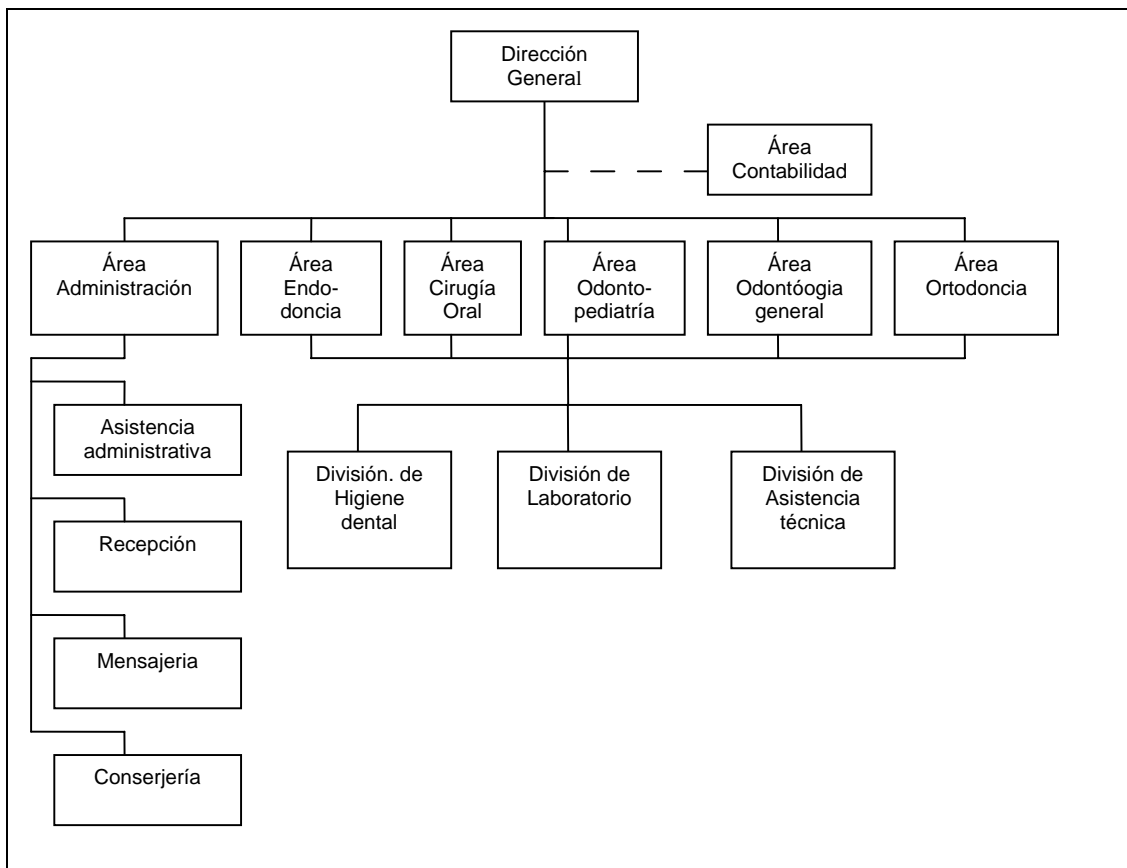 Dirección
General
Área
Contabilidad
Área
Administración
Área
Endo-
doncia
Área
Cirugía
Oral
Área
Odonto-
pediatría
Área
Odontóogia
general
Área
Ortodoncia
Asistencia
administrativa
Recepción
Mensajeria
Conserjería
División. de
Higiene
dental
División de
Laboratorio
División de
Asistencia
técnica